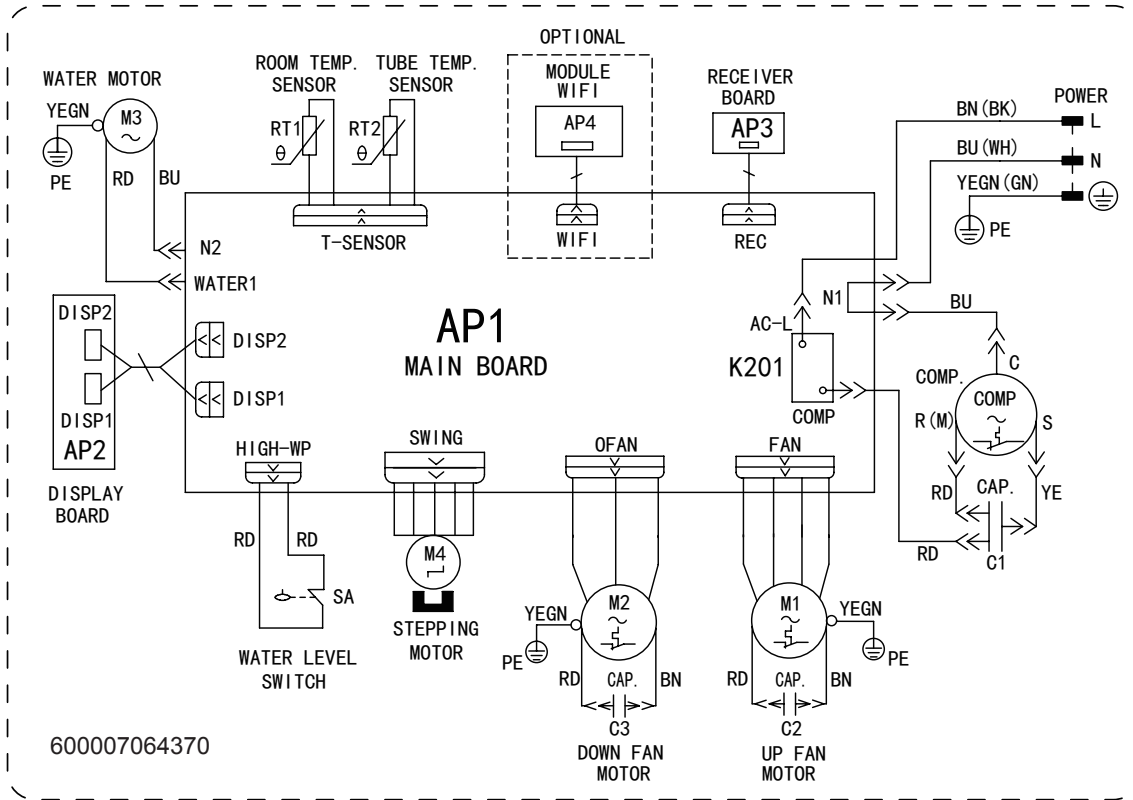 OPTIONAL
WATER MOTOR
YEGN
M3
PE
RD
BU
ROOM TEMP.
SENSOR
TUBE TEMP.
SENSOR
RT1
θ
RT2
θ
T-SENSOR
MODULE
WIFI
AP4
WIFI
RECEIVER
BOARD
AP3
REC
POWER
BN(BK)
L
BU(WH)
N
YEGN(GN)
PE
N2
WATER1
DISP2
DISP1
AP2
DISPLAY
BOARD
DISP2
DISP1
AP1
MAIN BOARD
AC-L
K201
COMP
N1
BU
C
COMP.
COMP
R(M)
S
RD
CAP.
YE
RD
C1
HIGH-WP
RD
RD
SA
WATER LEVEL
SWITCH
SWING
M4
STEPPING
MOTOR
OFAN
M2
YEGN
PE
RD
CAP.
BN
C3
DOWN FAN
MOTOR
FAN
M1
YEGN
PE
RD
CAP.
BN
C2
UP FAN
MOTOR
600007064370